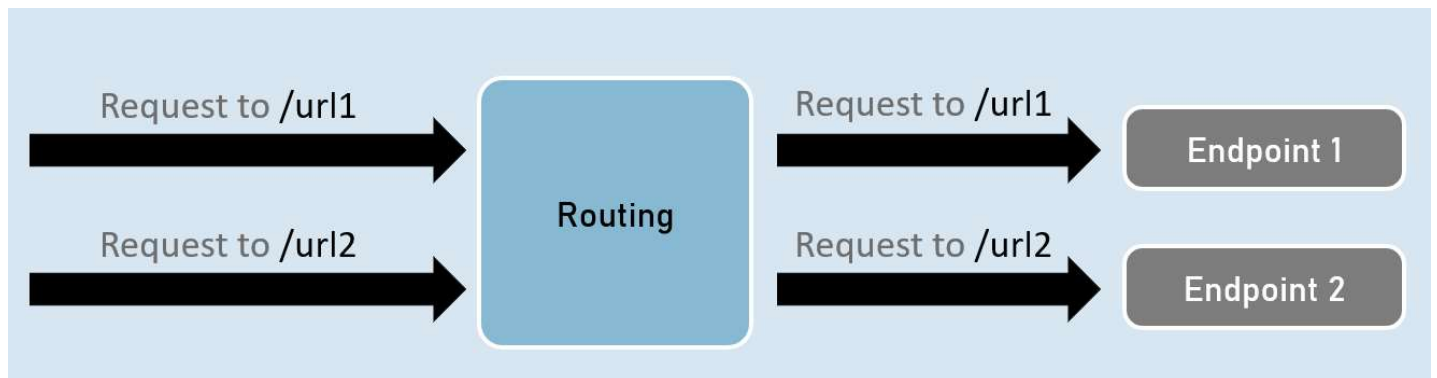 Request to /url1
Request to /url1
Endpoint 1
Routing
Request to /url2
Request to /url2
Endpoint 2